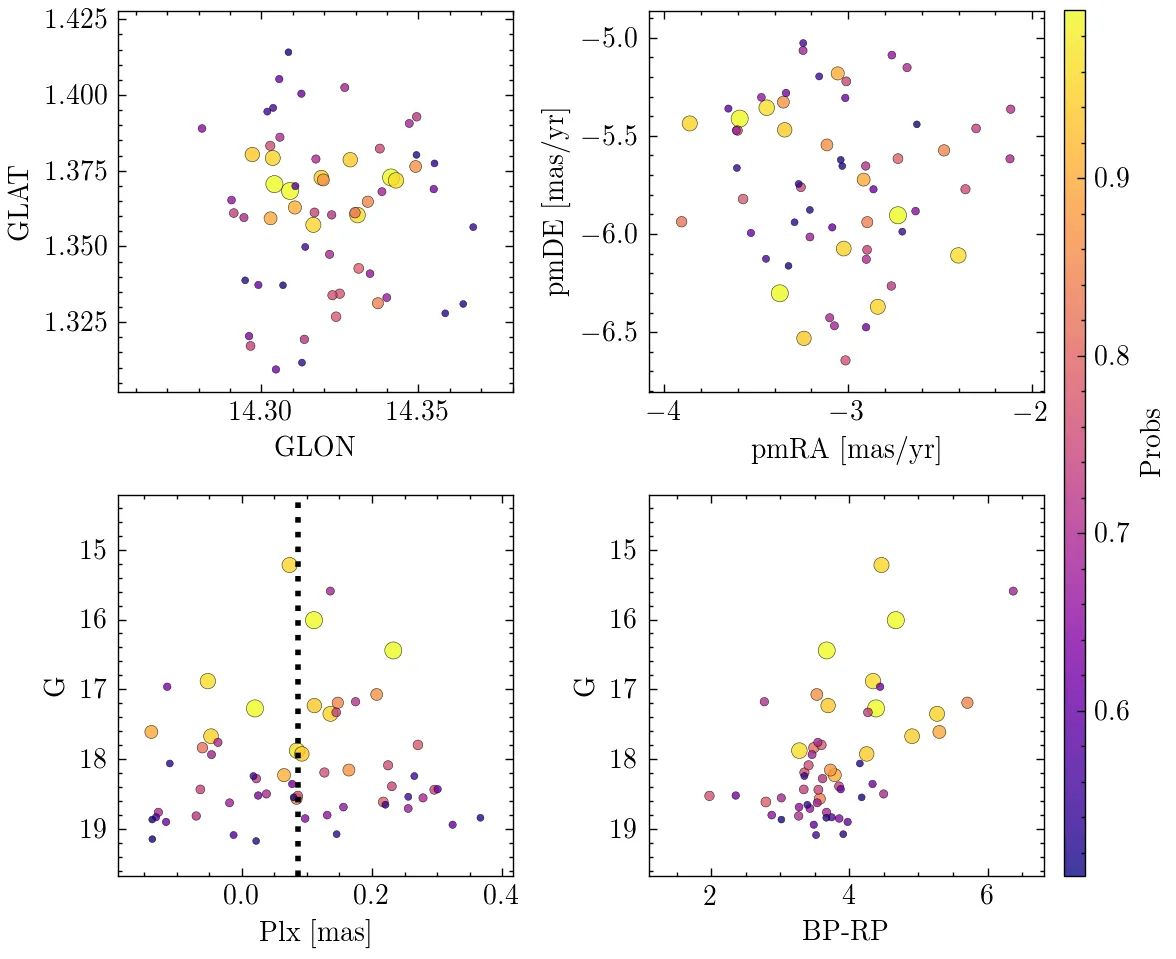 1.425
1.400
1.375
1.350
1.325
GLAT
14.30 14.35
GLON
−5.0
−5.5
−6.0
−6.5
pmDE [mas/yr]
−4 −3 −2
pmRA [mas/yr]
0.9
0.8
0.7
0.6
Probs
15
16
17
18
19
G
0.0 0.2 0.4
Plx [mas]
15
16
17
18
19
G
2 4 6
BP-RP